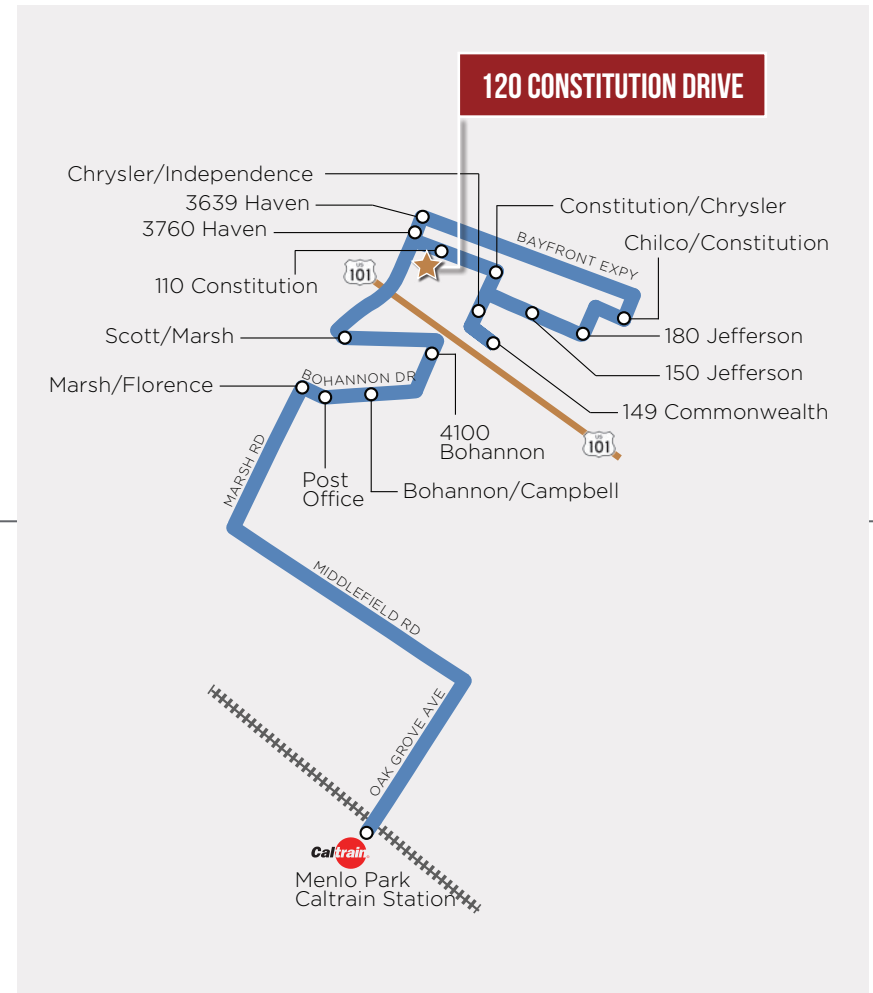 120 CONSTITUTION DRIVE
Chrysler/Independence
3639 Haven
3760 Haven
110 Constitution
US
101
Constitution/Chrysler
BAYFRONT EXPY
Chilco/Constitution
180 Jefferson
150 Jefferson
149 Commonwealth
US
101
Scott/Marsh
Marsh/Florence
BOHANNON DR
4100
Bohannon
Post
Office
Bohannon/Campbell
MARSH RD
MIDDLEFIELD RD
OAK GROVE AVE
Caltrain
Menlo Park
Caltrain Station